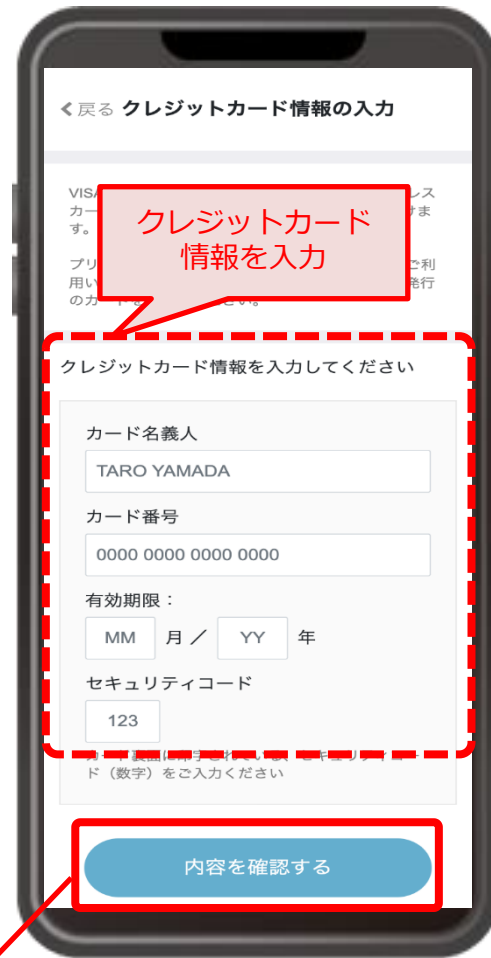 戻る クレジットカード情報の入力
VISA レス
カー けま
す。
クレジットカード
情報を入力
プリ ご利
用い 発行
のカ
クレジットカード情報を入力してください
カード名義人
TARO YAMADA
カード番号
0000 0000 0000 0000
有効期限：
MM 月 ／ YY 年
セキュリティコード
123
ド（数字）をご入力ください
内容を確認する